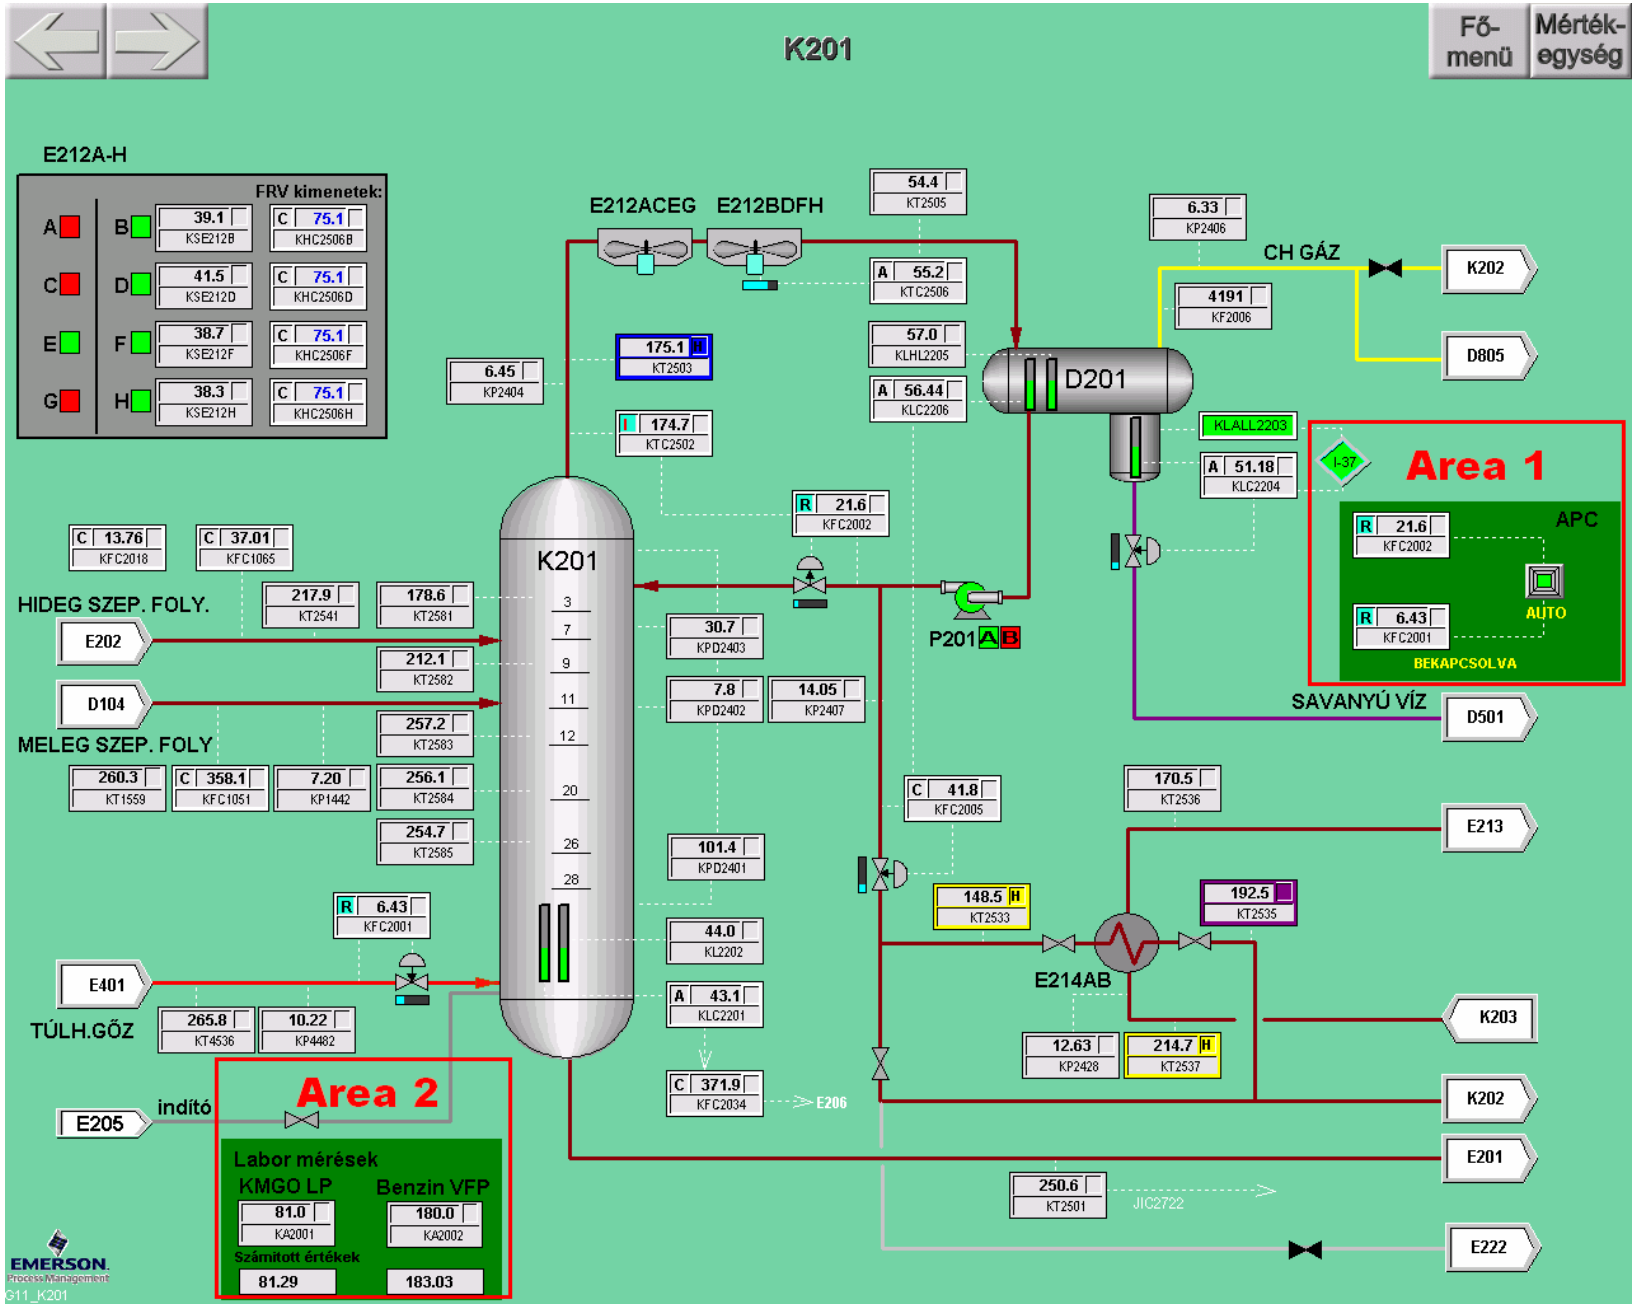 K201
Fő-
menü
Mérték-
egység
E212A-H
FRV kimenetek:
A
B
39.1
KSE212B
C 75.1
KHC2506B
C
D
41.5
KSE212D
C 75.1
KHC2506D
E
F
38.7
KSE212F
C 75.1
KHC2506F
G
H
38.3
KSE212H
C 75.1
KHC2506H
E212ACEG
E212BDFH
54.4
KT2505
A 55.2
KTC2506
6.33
KP2406
CH GÁZ
K202
4191
KF2006
D805
175.1 H
KT2503
6.45
KP2404
I 174.7
KTC2502
57.0
KLHL2205
A 56.44
KLC2206
D201
KLALL2203
I-37
A 51.18
KLC2204
Area 1
APC
R 21.6
KFC2002
AUTO
R 6.43
KFC2001
BEKAPCSOLVA
R 21.6
KFC2002
C 13.76
KFC2018
C 37.01
KFC1065
K201
3
7
9
11
12
20
26
28
HIDEG SZEP. FOLY.
217.9
KT2541
178.6
KT2581
E202
212.1
KT2582
D104
MELEG SZEP. FOLY
257.2
KT2583
260.3
KT1559
C 358.1
KFC1051
7.20
KP1442
256.1
KT2584
254.7
KT2585
30.7
KPD2403
7.8
KPD2402
14.05
KP2407
P201 A B
SAVANYÚ VÍZ
D501
C 41.8
KFC2005
170.5
KT2536
E213
101.4
KPD2401
R 6.43
KFC2001
44.0
KL2202
148.5 H
KT2533
192.5
KT2535
E214AB
E401
TÚLH.GŐZ
265.8
KT4536
10.22
KP4482
A 43.1
KLC2201
K203
12.63
KP2428
214.7 H
KT2537
C 371.9
KFC2034
E206
K202
Area 2
indító
E205
E201
Labor mérések
KMGO LP
Benzin VFP
81.0
KA2001
180.0
KA2002
Számított értékek
81.29
183.03
250.6
KT2501
JIC2722
E222
EMERSON.
Process Management
G11_K201